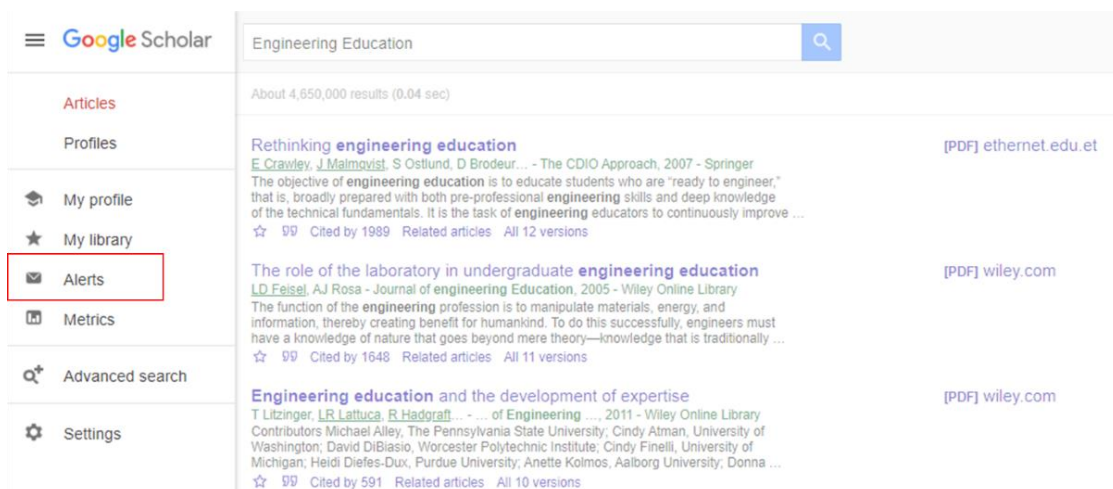 Google Scholar
Engineering Education
Articles
Profiles
My profile
My library
Alerts
Metrics
Advanced search
Settings
About 4,650,000 results (0.04 sec)
Rethinking engineering education
[PDF] ethernet.edu.et
E Crawley, J Malmqvist, S Ostlund, D Brodeur... - The CDIO Approach, 2007 - Springer
The objective of engineering education is to educate students who are “ready to engineer,”
that is, broadly prepared with both pre-professional engineering skills and deep knowledge
of the technical fundamentals. It is the task of engineering educators to continuously improve ...
Cited by 1989 Related articles All 12 versions
The role of the laboratory in undergraduate engineering education
[PDF] wiley.com
LD Feisel, AJ Rosa - Journal of engineering Education, 2005 - Wiley Online Library
The function of the engineering profession is to manipulate materials, energy, and
information, thereby creating benefit for humankind. To do this successfully, engineers must
have a knowledge of nature that goes beyond mere theory—knowledge that is traditionally ...
Cited by 1648 Related articles All 11 versions
Engineering education and the development of expertise
[PDF] wiley.com
T Litzinger, LR Lattuca, R Hadgraft... - ... of Engineering ..., 2011 - Wiley Online Library
Contributors Michael Alley, The Pennsylvania State University; Cindy Atman, University of
Washington; David DiBiasio, Worcester Polytechnic Institute; Cindy Finelli, University of
Michigan; Heidi Diefes-Dux, Purdue University; Anette Kolmos, Aalborg University; Donna ...
Cited by 591 Related articles All 10 versions